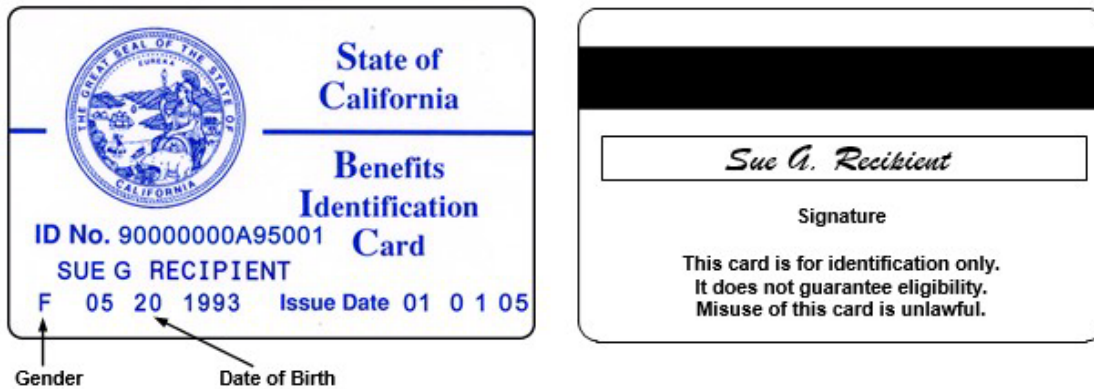 THE GREAT SEAL OF THE STATE OF CALIFORNIA
EUREKA
State of
California
Benefits
Identification
Card
ID No. 90000000A95001
SUE G RECIPIENT
F 05 20 1993 Issue Date 01 0 1 05
Gender
Date of Birth
Sue G. Recipient
Signature
This card is for identification only.
It does not guarantee eligibility.
Misuse of this card is unlawful.